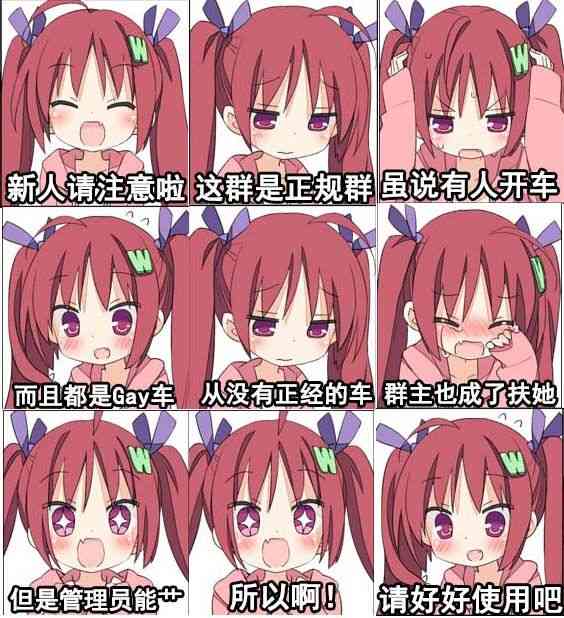 W
新人请注意啦
这群是正规群
W
虽说有人开车
W
而且都是Gay车
从没有正经的车
W
群主也成了扶她
W
但是管理员能艹
W
所以啊！
W
请好好使用吧